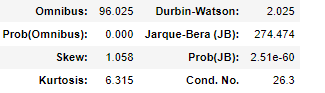 Omnibus: 96.025 Durbin-Watson: 2.025
Prob(Omnibus): 0.000 Jarque-Bera (JB): 274.474
Skew: 1.058 Prob(JB): 2.51e-60
Kurtosis: 6.315 Cond. No. 26.3